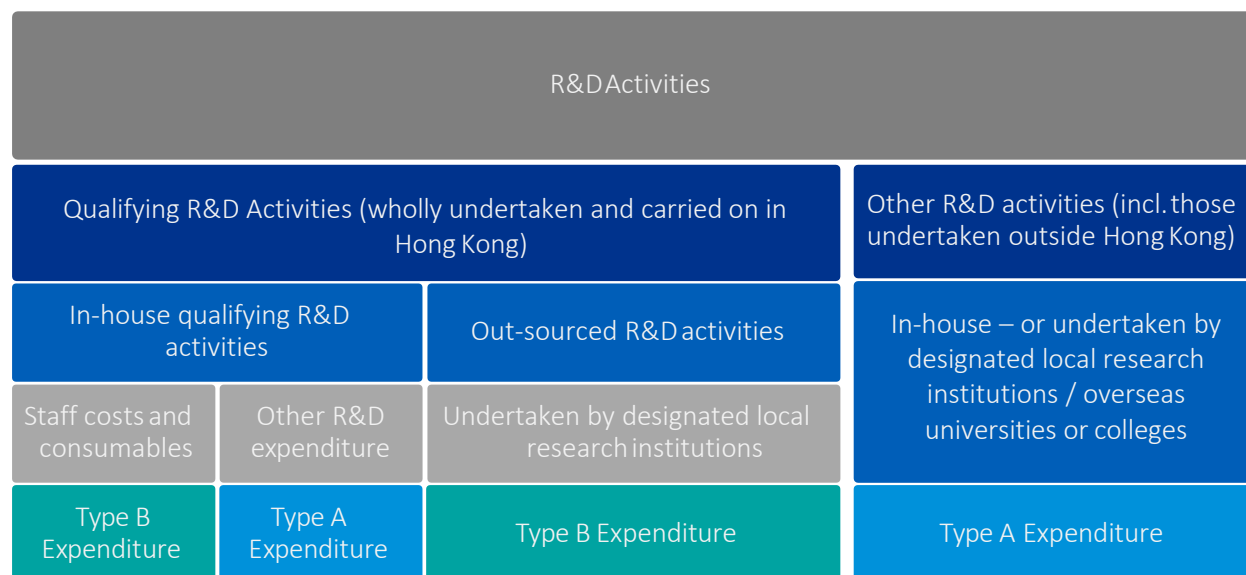 R&D Activities
Qualifying R&D Activities (wholly undertaken and carried on in
Hong Kong)
Other R&D activities (incl. those
undertaken outside Hong Kong)
In-house qualifying R&D
activities
Out-sourced R&D activities
In-house – or undertaken by
designated local research
institutions / overseas
universities or colleges
Staff costs and
consumables
Other R&D
expenditure
Undertaken by designated local
research institutions
Type B
Expenditure
Type A
Expenditure
Type B Expenditure
Type A Expenditure